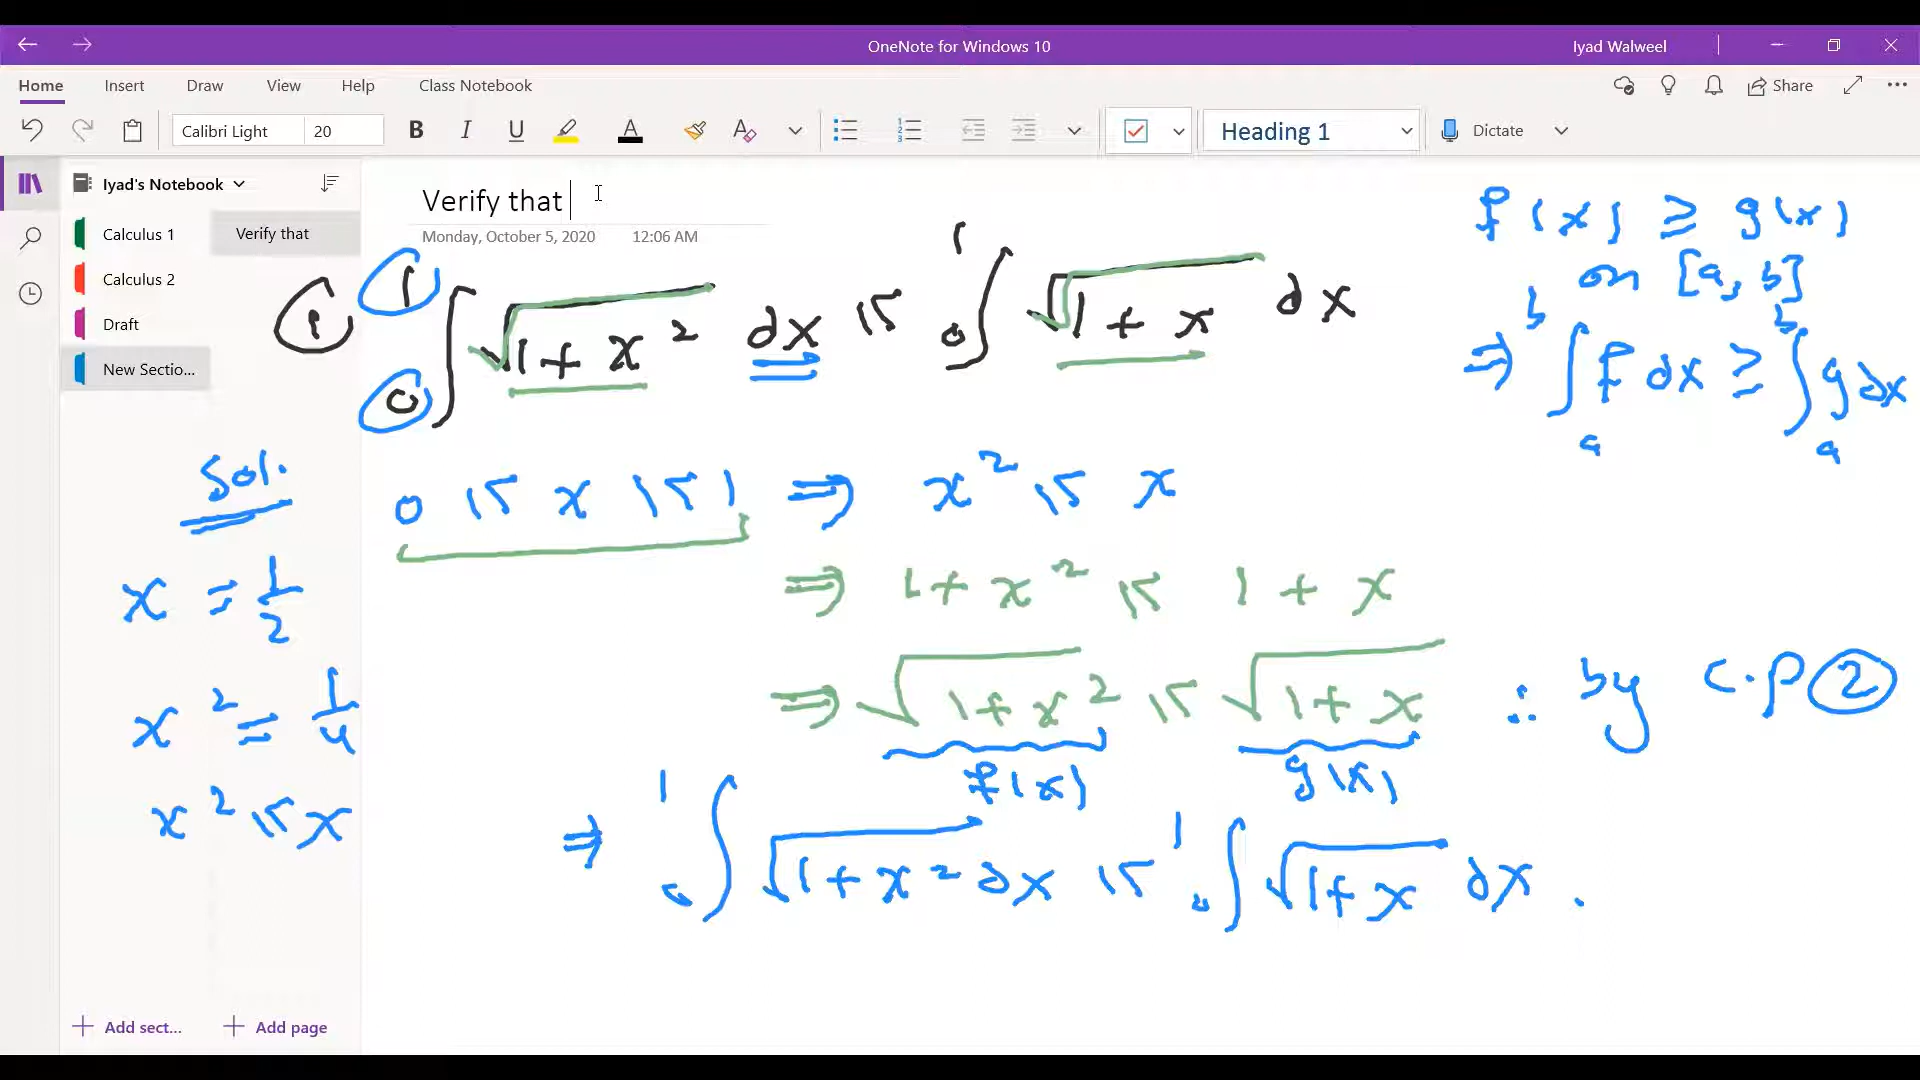 OneNote for Windows 10
Iyad Walweel
Home Insert Draw View Help Class Notebook
Share
Calibri Light 20 B I U A Heading 1 Dictate
Iyad's Notebook
Calculus 1
Calculus 2
Draft
New Sectio...
Verify that
Add sect...
Add page
Verify that
Monday, October 5, 2020 12:06 AM
① ∫₀¹ √(1+x²) dx ≤ ∫₀¹ √(1+x) dx
f(x) ≥ g(x)
on [a, b]
⇒ ∫ₐᵇ f dx ≥ ∫ₐᵇ g dx
Sol.
0 ≤ x ≤ 1 ⇒ x² ≤ x
⇒ 1+x² ≤ 1+x
⇒ √(1+x²) ≤ √(1+x)
f(x) g(x)
∴ by C.P ②
⇒ ∫₀¹ √(1+x²) dx ≤ ∫₀¹ √(1+x) dx .
x = 1/2
x² = 1/4
x² ≤ x